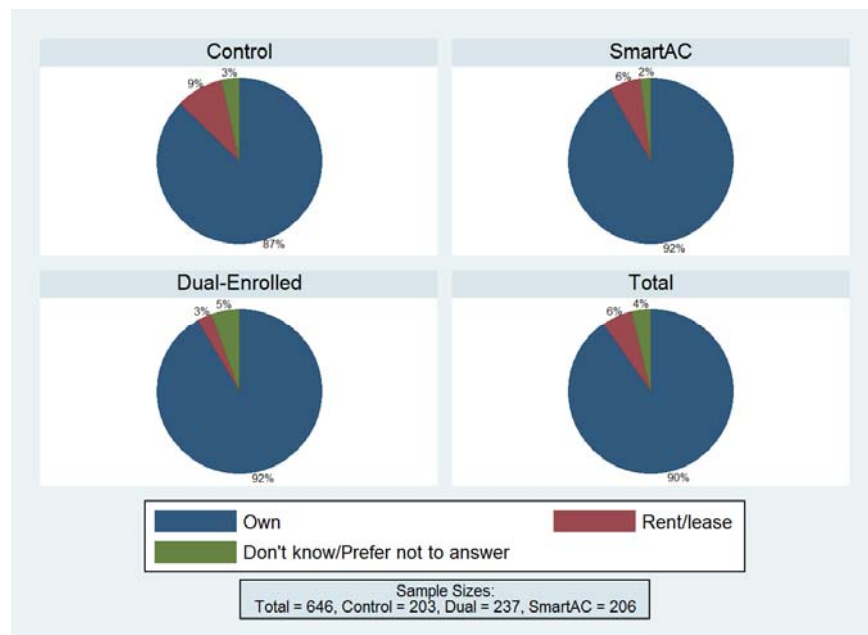 Control
SmartAC
9%
3%
87%
6%
2%
92%
Dual-Enrolled
Total
3%
5%
92%
6%
4%
90%
Own
Rent/lease
Don't know/Prefer not to answer
Sample Sizes:
Total = 646, Control = 203, Dual = 237, SmartAC = 206